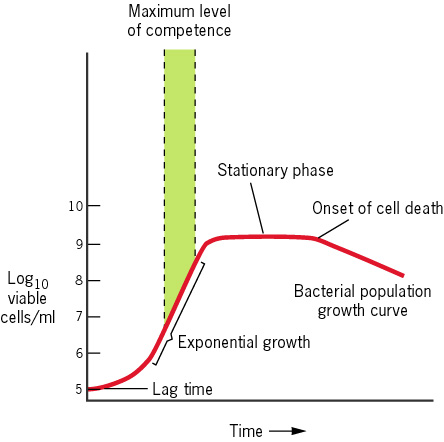 Maximum level
of competence
Stationary phase
Onset of cell death
10
9
8
7
6
5
Log10
viable
cells/ml
Bacterial population
growth curve
Exponential growth
Lag time
Time